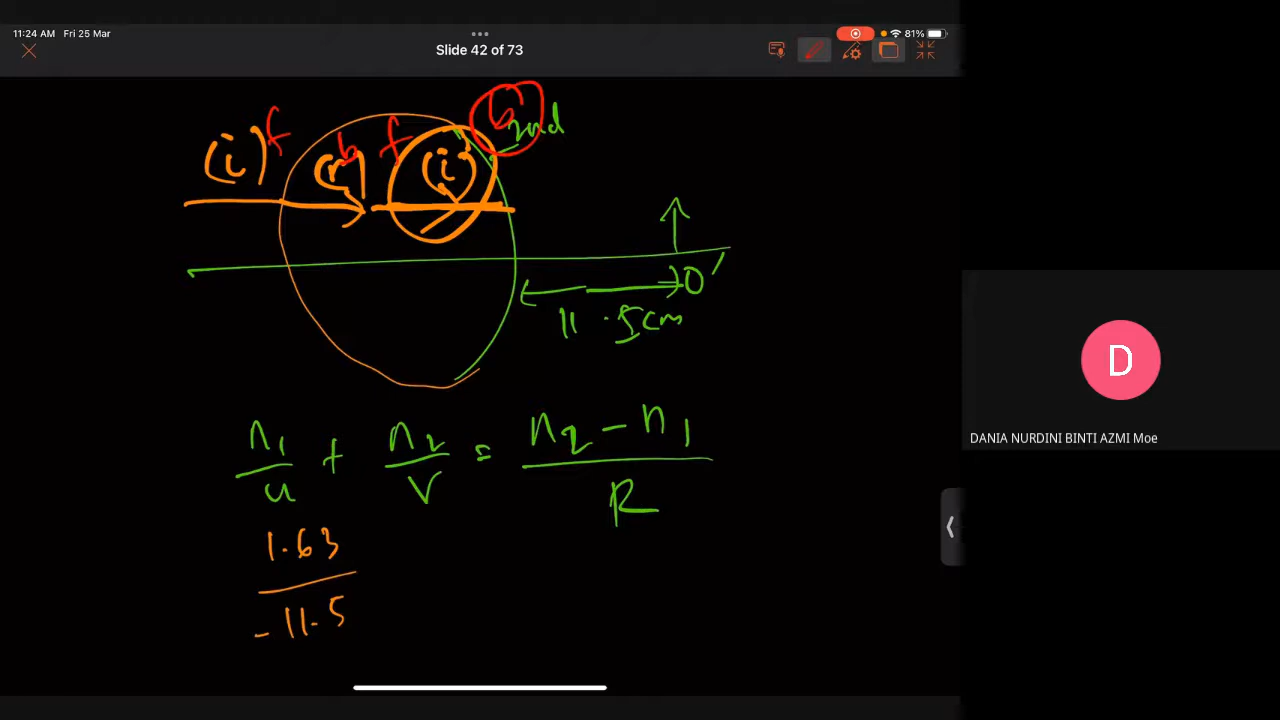 11:24 AM Fri 25 Mar
81%
Slide 42 of 73
(i) f (r) b f (i) b 2nd
O'
11.5cm
n1/u + n2/v = n2 - n1/R
1.63/-11.5
D
DANIA NURDINI BINTI AZMI Moe